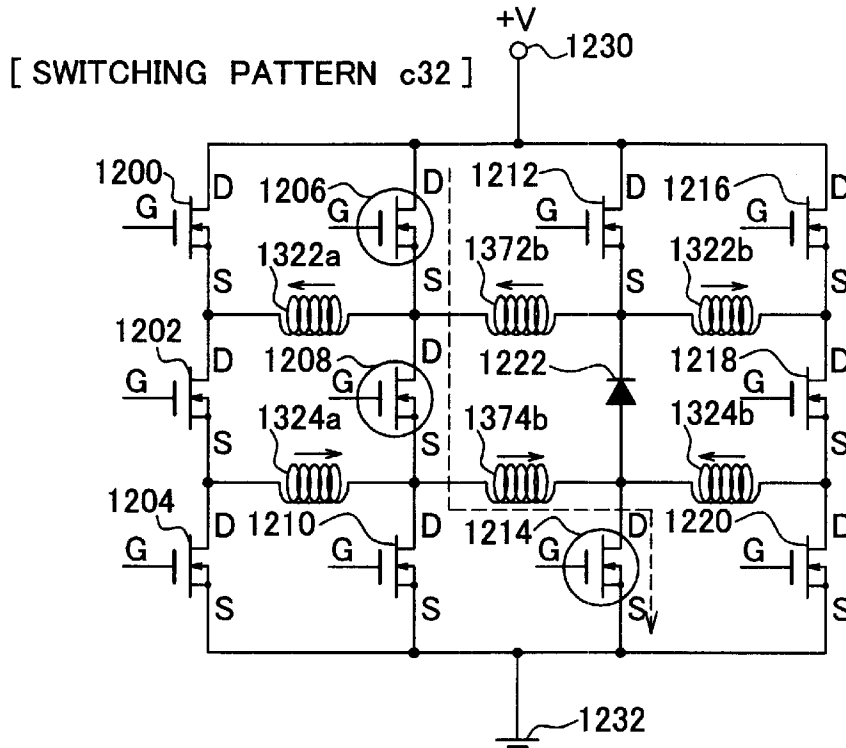 +V
1230
[ SWITCHING PATTERN c32 ]
1200 D 1206 D 1212 D 1216 D
G G G G
1322a S S 1372b S 1322b S
1202 D 1208 D 1222 1218 D
G G G
1324a S S 1374b 1324b S
1204 D 1210 D 1214 D 1220 D
G G G G
S S S S
1232